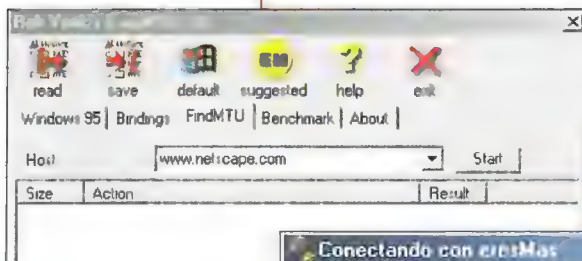 read save default suggested help exit
Windows 95 Bindings FindMTU Benchmark About
Host www.netscape.com Start
Size Action Result
Conectando con